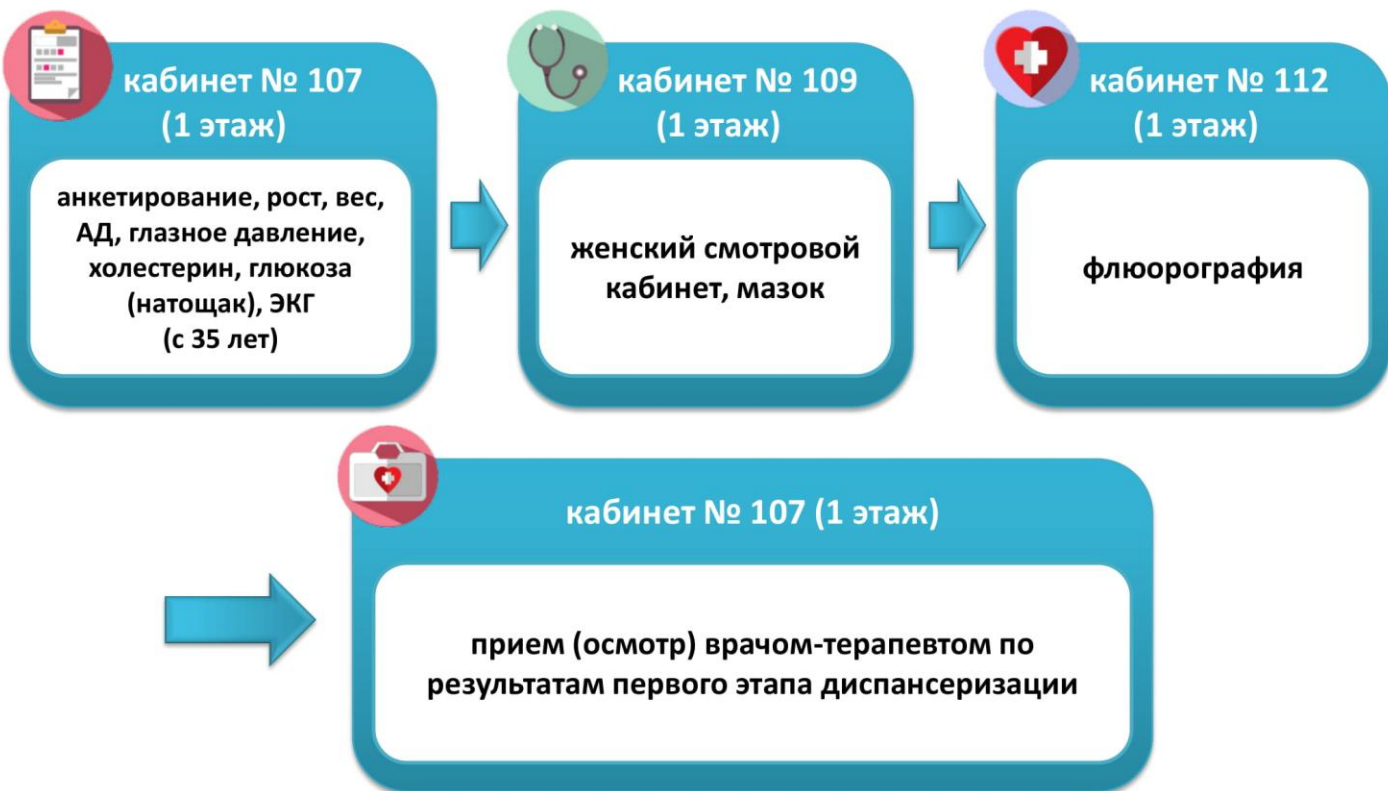 кабинет № 107
(1 этаж)
анкетирование, рост, вес,
АД, глазное давление,
холестерин, глюкоза
(натощак), ЭКГ
(с 35 лет)
кабинет № 109
(1 этаж)
женский смотровой
кабинет, мазок
кабинет № 112
(1 этаж)
флюорография
кабинет № 107 (1 этаж)
прием (осмотр) врачом-терапевтом по
результатам первого этапа диспансеризации